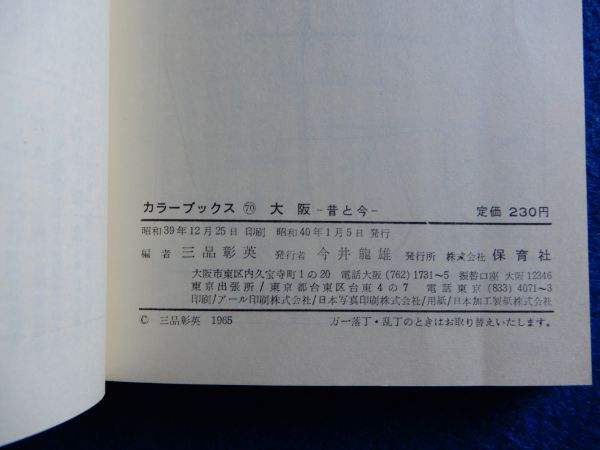 カラーブックス ⑦⓪ 大阪 -昔と今- 定価 230円
昭和39年12月25日 印刷 昭和40年1月5日 発行
編者 三品彰英 発行者 今井龍雄 発行所 株式会社 保育社
大阪市東区内久宝寺町1の20 電話大阪 (762) 1731~5 振替口座 大阪 12346
東京出張所/東京都台東区台東4の7 電話東京 (833) 4071~3
印刷/アール印刷株式会社/日本写真印刷株式会社/用紙/日本加工製紙株式会社
© 三品彰英 1965 万一落丁・乱丁のときはお取り替えいたします。